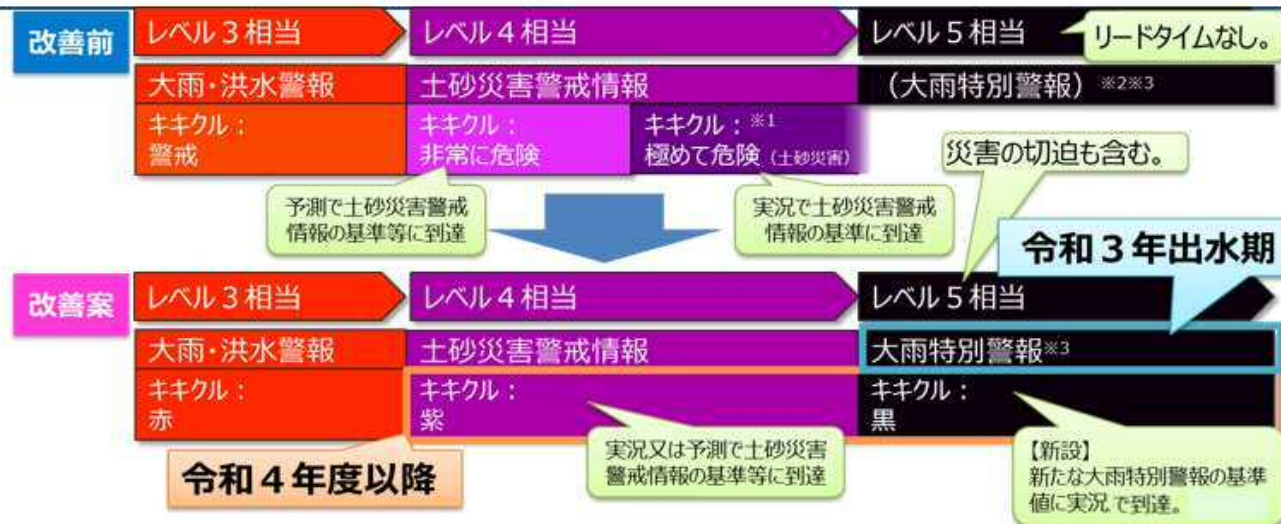 改善前
レベル３相当
レベル４相当
レベル５相当
リードタイムなし。
大雨・洪水警報
土砂災害警戒情報
（大雨特別警報）※2※3
キキクル：
警戒
キキクル：
非常に危険
キキクル：※1
極めて危険（土砂災害）
災害の切迫も含む。
予測で土砂災害警戒
情報の基準等に到達
実況で土砂災害警戒
情報の基準に到達
令和３年出水期
改善案
レベル３相当
レベル４相当
レベル５相当
大雨・洪水警報
土砂災害警戒情報
大雨特別警報※3
キキクル：
赤
キキクル：
紫
キキクル：
黒
実況又は予測で土砂災害
警戒情報の基準等に到達
【新設】
新たな大雨特別警報の基準
値に実況で到達。
令和４年度以降